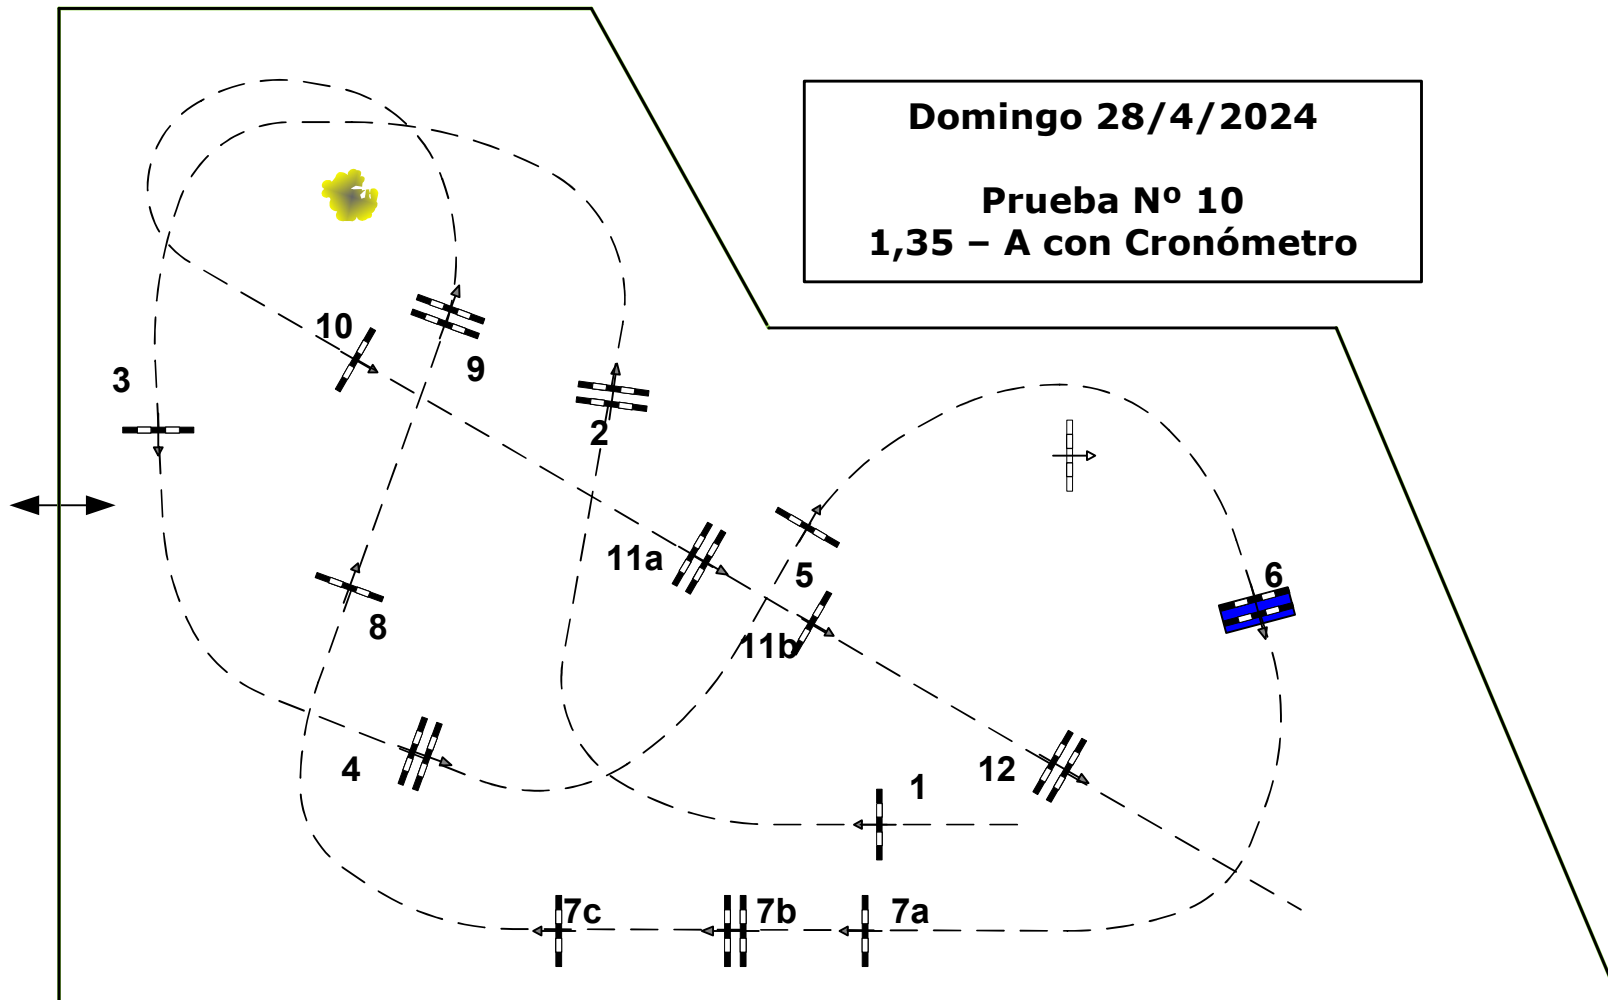 Domingo 28/4/2024
Prueba Nº 10
1,35 – A con Cronómetro
10
9
3
2
11a
5
6
8
11b
4
12
1
7c
7b
7a